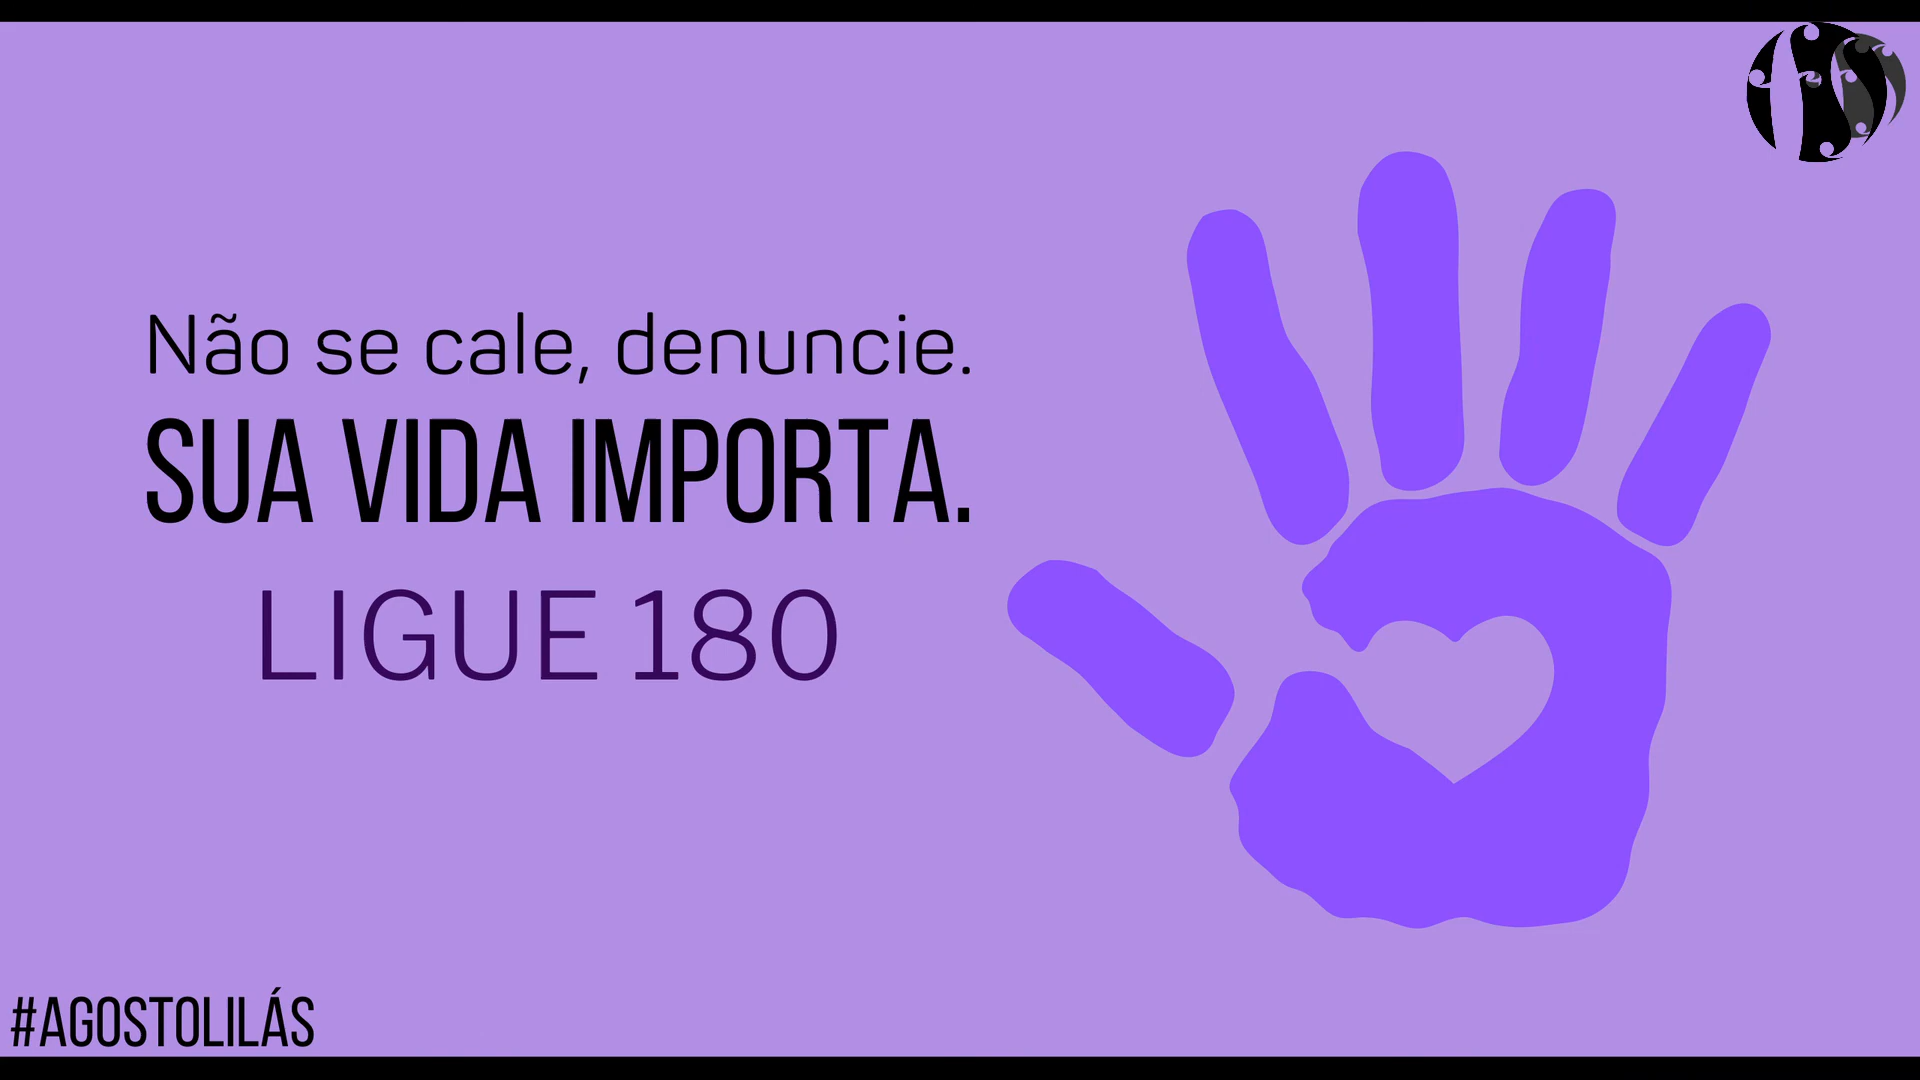 Não se cale, denuncie.
SUA VIDA IMPORTA.
LIGUE 180
#AGOSTOLILÁS